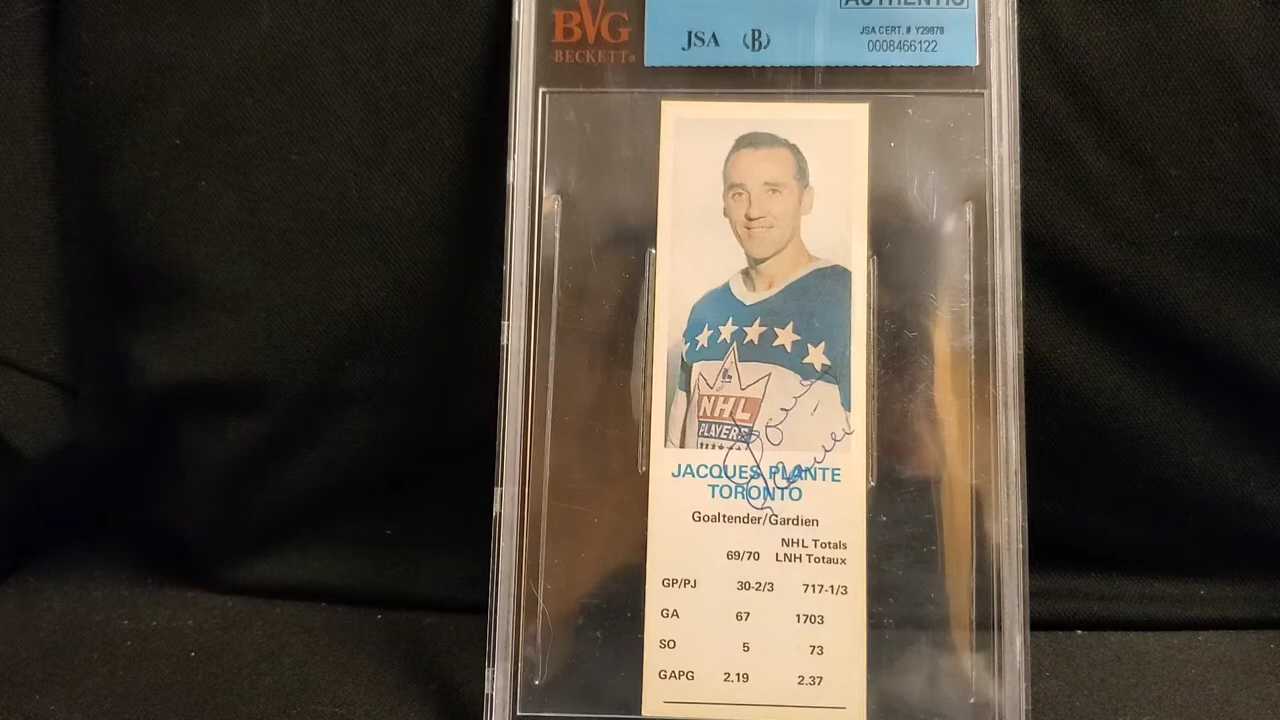 BVG
BECKETT®
AUTHENTIC
JSA (B)
JSA CERT. # Y29878
0008466122
NHL
PLAYERS
JACQUES PLANTE
TORONTO
Goaltender/Gardien
69/70 NHL Totals
LNH Totaux
GP/PJ 30-2/3 717-1/3
GA 67 1703
SO 5 73
GAPG 2.19 2.37